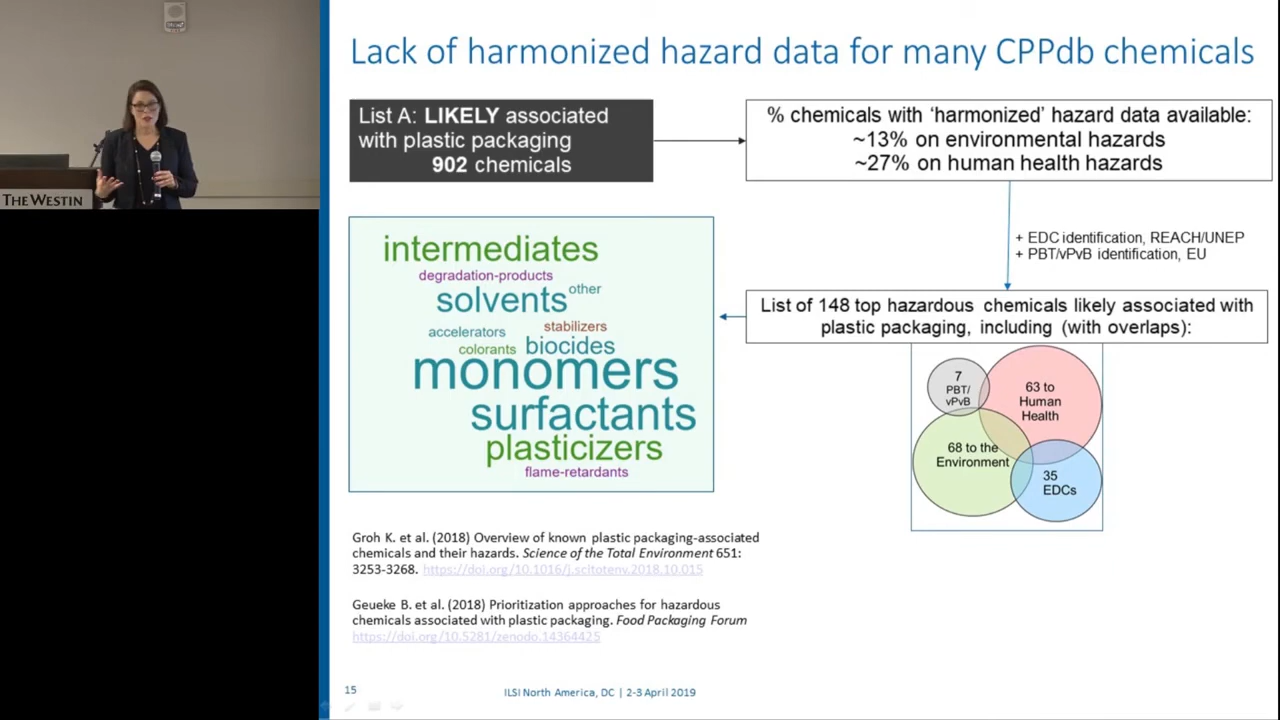 THE WESTIN
Lack of harmonized hazard data for many CPPdb chemicals
List A: LIKELY associated
with plastic packaging
902 chemicals
% chemicals with ‘harmonized’ hazard data available:
~13% on environmental hazards
~27% on human health hazards
+ EDC identification, REACH/UNEP
+ PBT/vPvB identification, EU
List of 148 top hazardous chemicals likely associated with
plastic packaging, including (with overlaps):
intermediates
degradation-products
solvents other
accelerators stabilizers
colorants biocides
monomers
surfactants
plasticizers
flame-retardants
7
PBT/
vPvB
63 to
Human
Health
68 to the
Environment
35
EDCs
Groh K. et al. (2018) Overview of known plastic packaging-associated
chemicals and their hazards. Science of the Total Environment 651:
3253-3268. https://doi.org/10.1016/j.scitotenv.2018.10.015
Geueke B. et al. (2018) Prioritization approaches for hazardous
chemicals associated with plastic packaging. Food Packaging Forum
https://doi.org/10.5281/zenodo.14364425
15
ILSI North America, DC | 2-3 April 2019